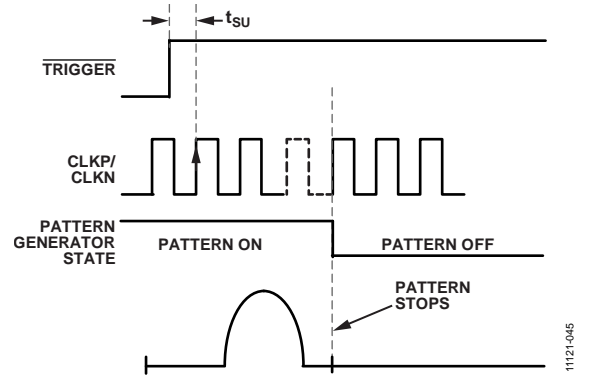 tSU
TRIGGER
CLKP/
CLKN
PATTERN
GENERATOR
STATE
PATTERN ON
PATTERN OFF
PATTERN
STOPS
11121-045